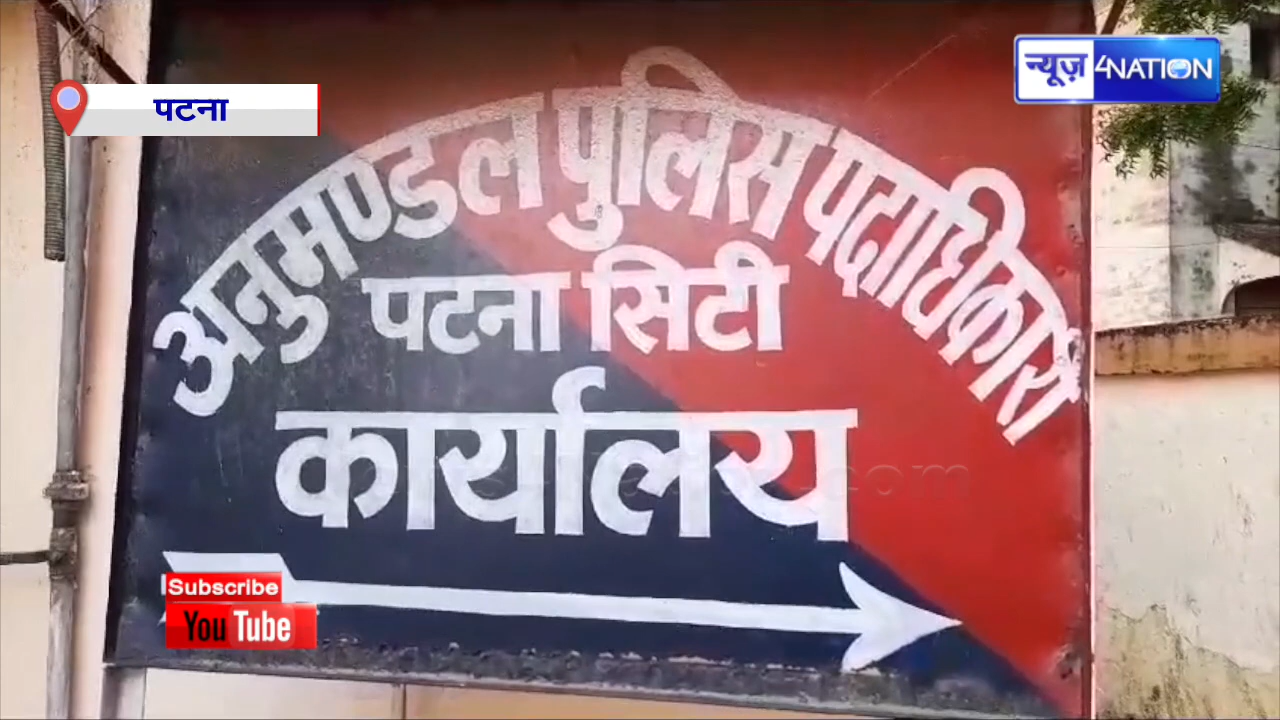 न्यूज़ 4NATION
पटना
अनुमण्डल पुलिस पदाधिकारी
पटना सिटी
कार्यालय
Subscribe
You Tube